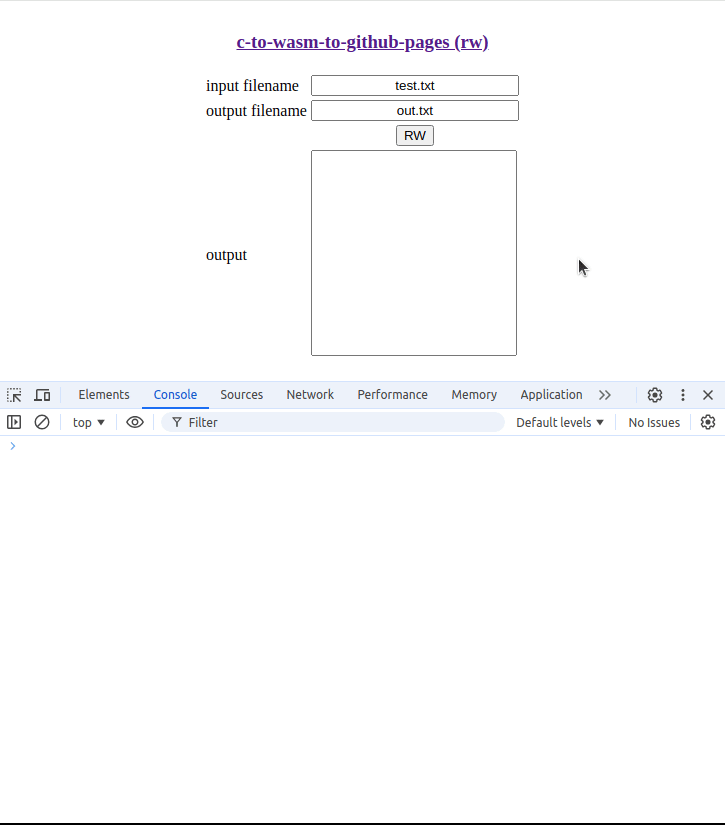 c-to-wasm-to-github-pages (rw)
input filename test.txt
output filename out.txt
RW
output
Elements Console Sources Network Performance Memory Application
top Filter Default levels No Issues